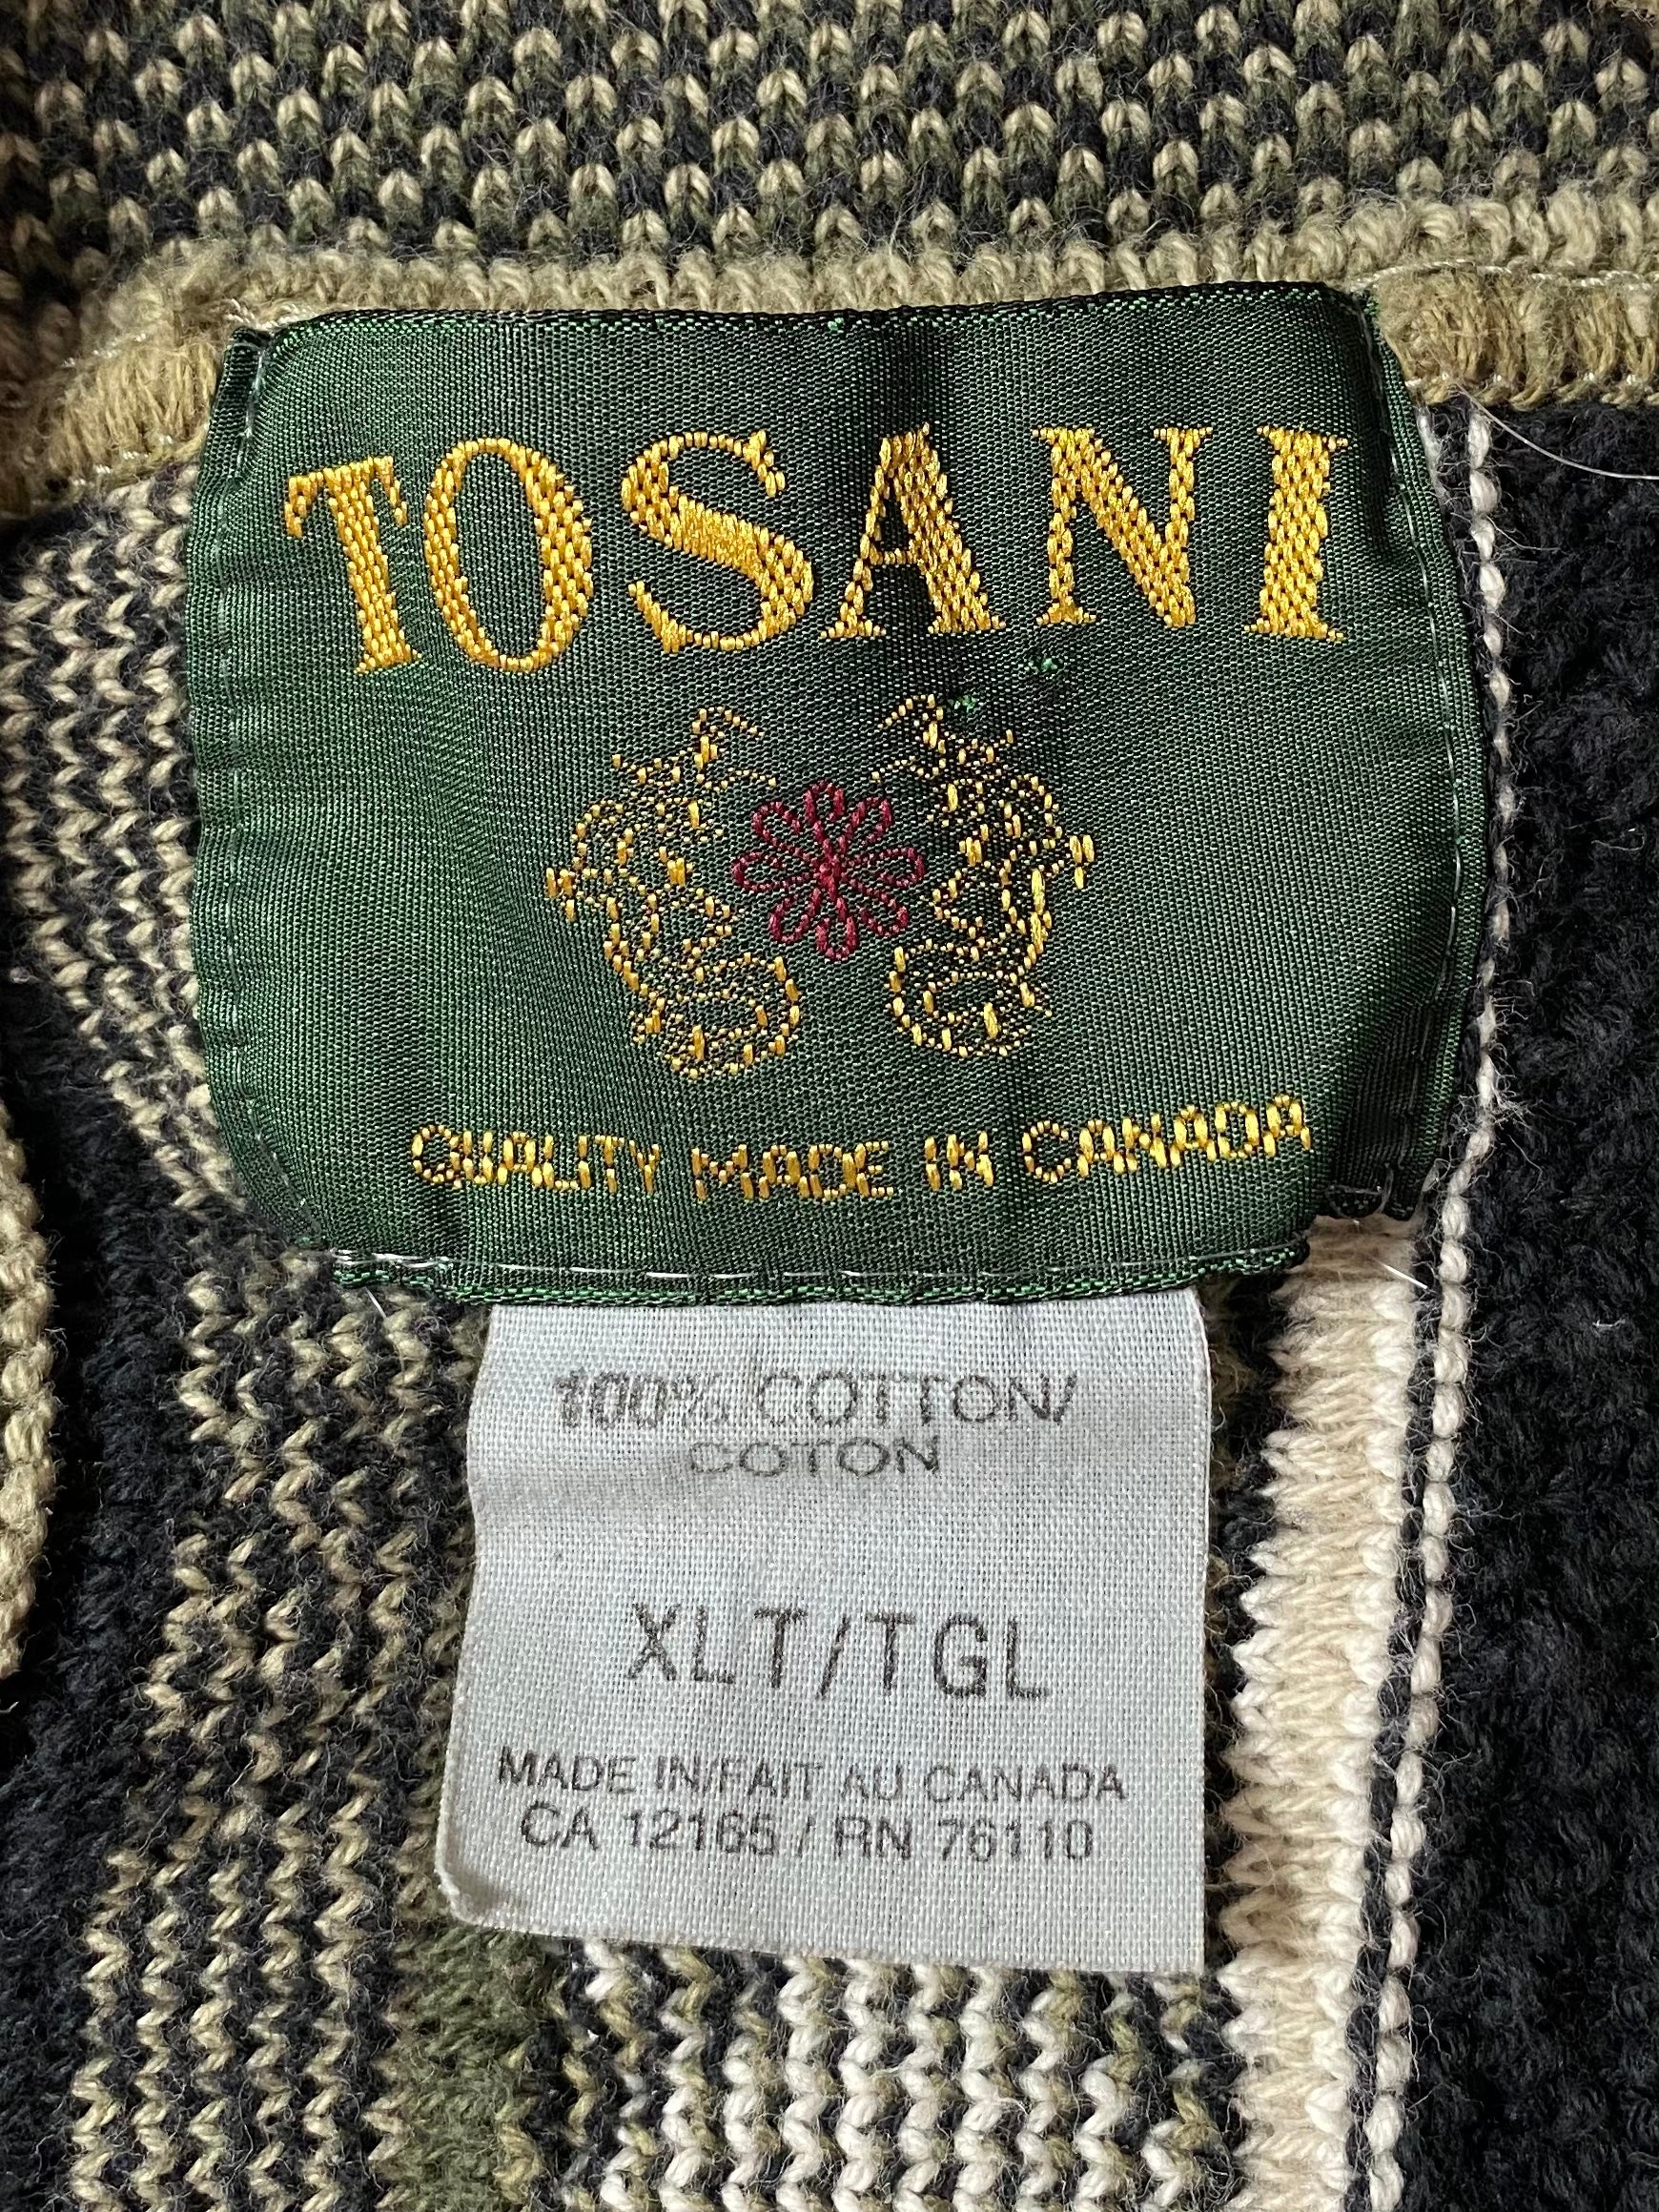 TOSANI
QUALITY MADE IN CANADA
100% COTTON/
COTON
XLT/TGL
MADE IN/FAIT AU CANADA
CA 12165 / RN 76110